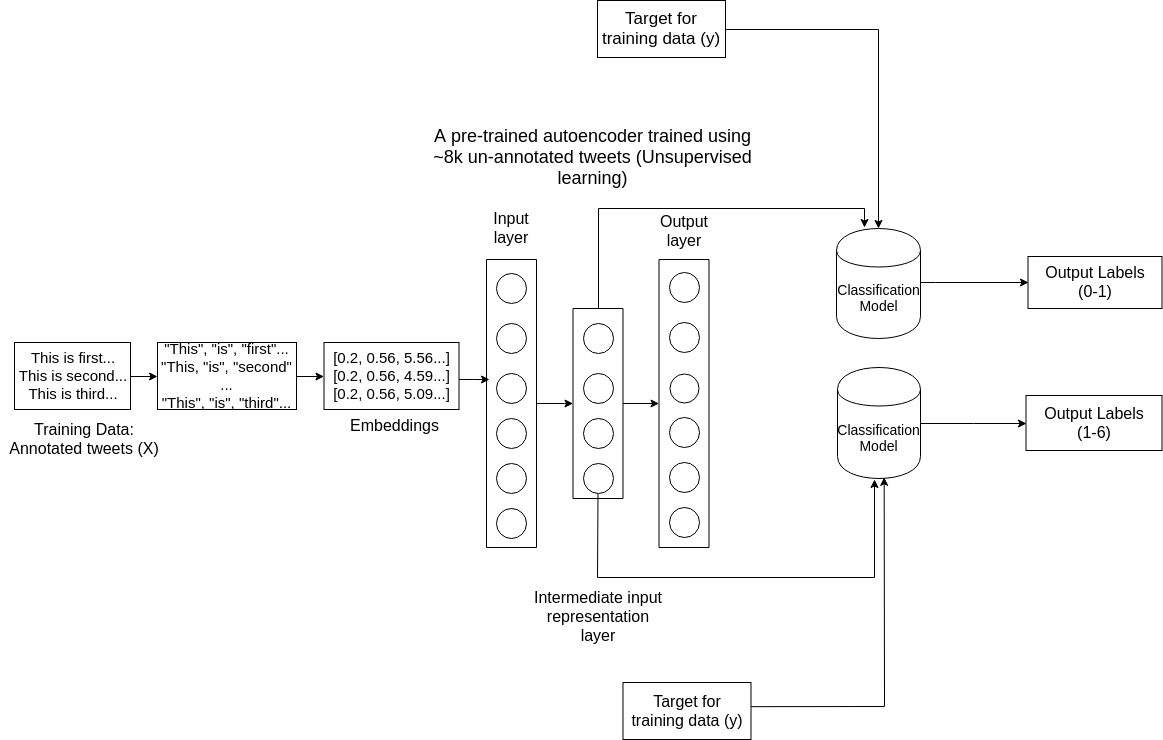 Target for
training data (y)
A pre-trained autoencoder trained using
~8k un-annotated tweets (Unsupervised
learning)
Input
layer
Output
layer
Classification
Model
Output Labels
(0-1)
This is first...
This is second...
This is third...
"This", "is", "first"...
"This, "is", "second"
...
"This", "is", "third"...
[0.2, 0.56, 5.56...]
[0.2, 0.56, 4.59...]
[0.2, 0.56, 5.09...]
Training Data:
Annotated tweets (X)
Embeddings
Classification
Model
Output Labels
(1-6)
Intermediate input
representation
layer
Target for
training data (y)